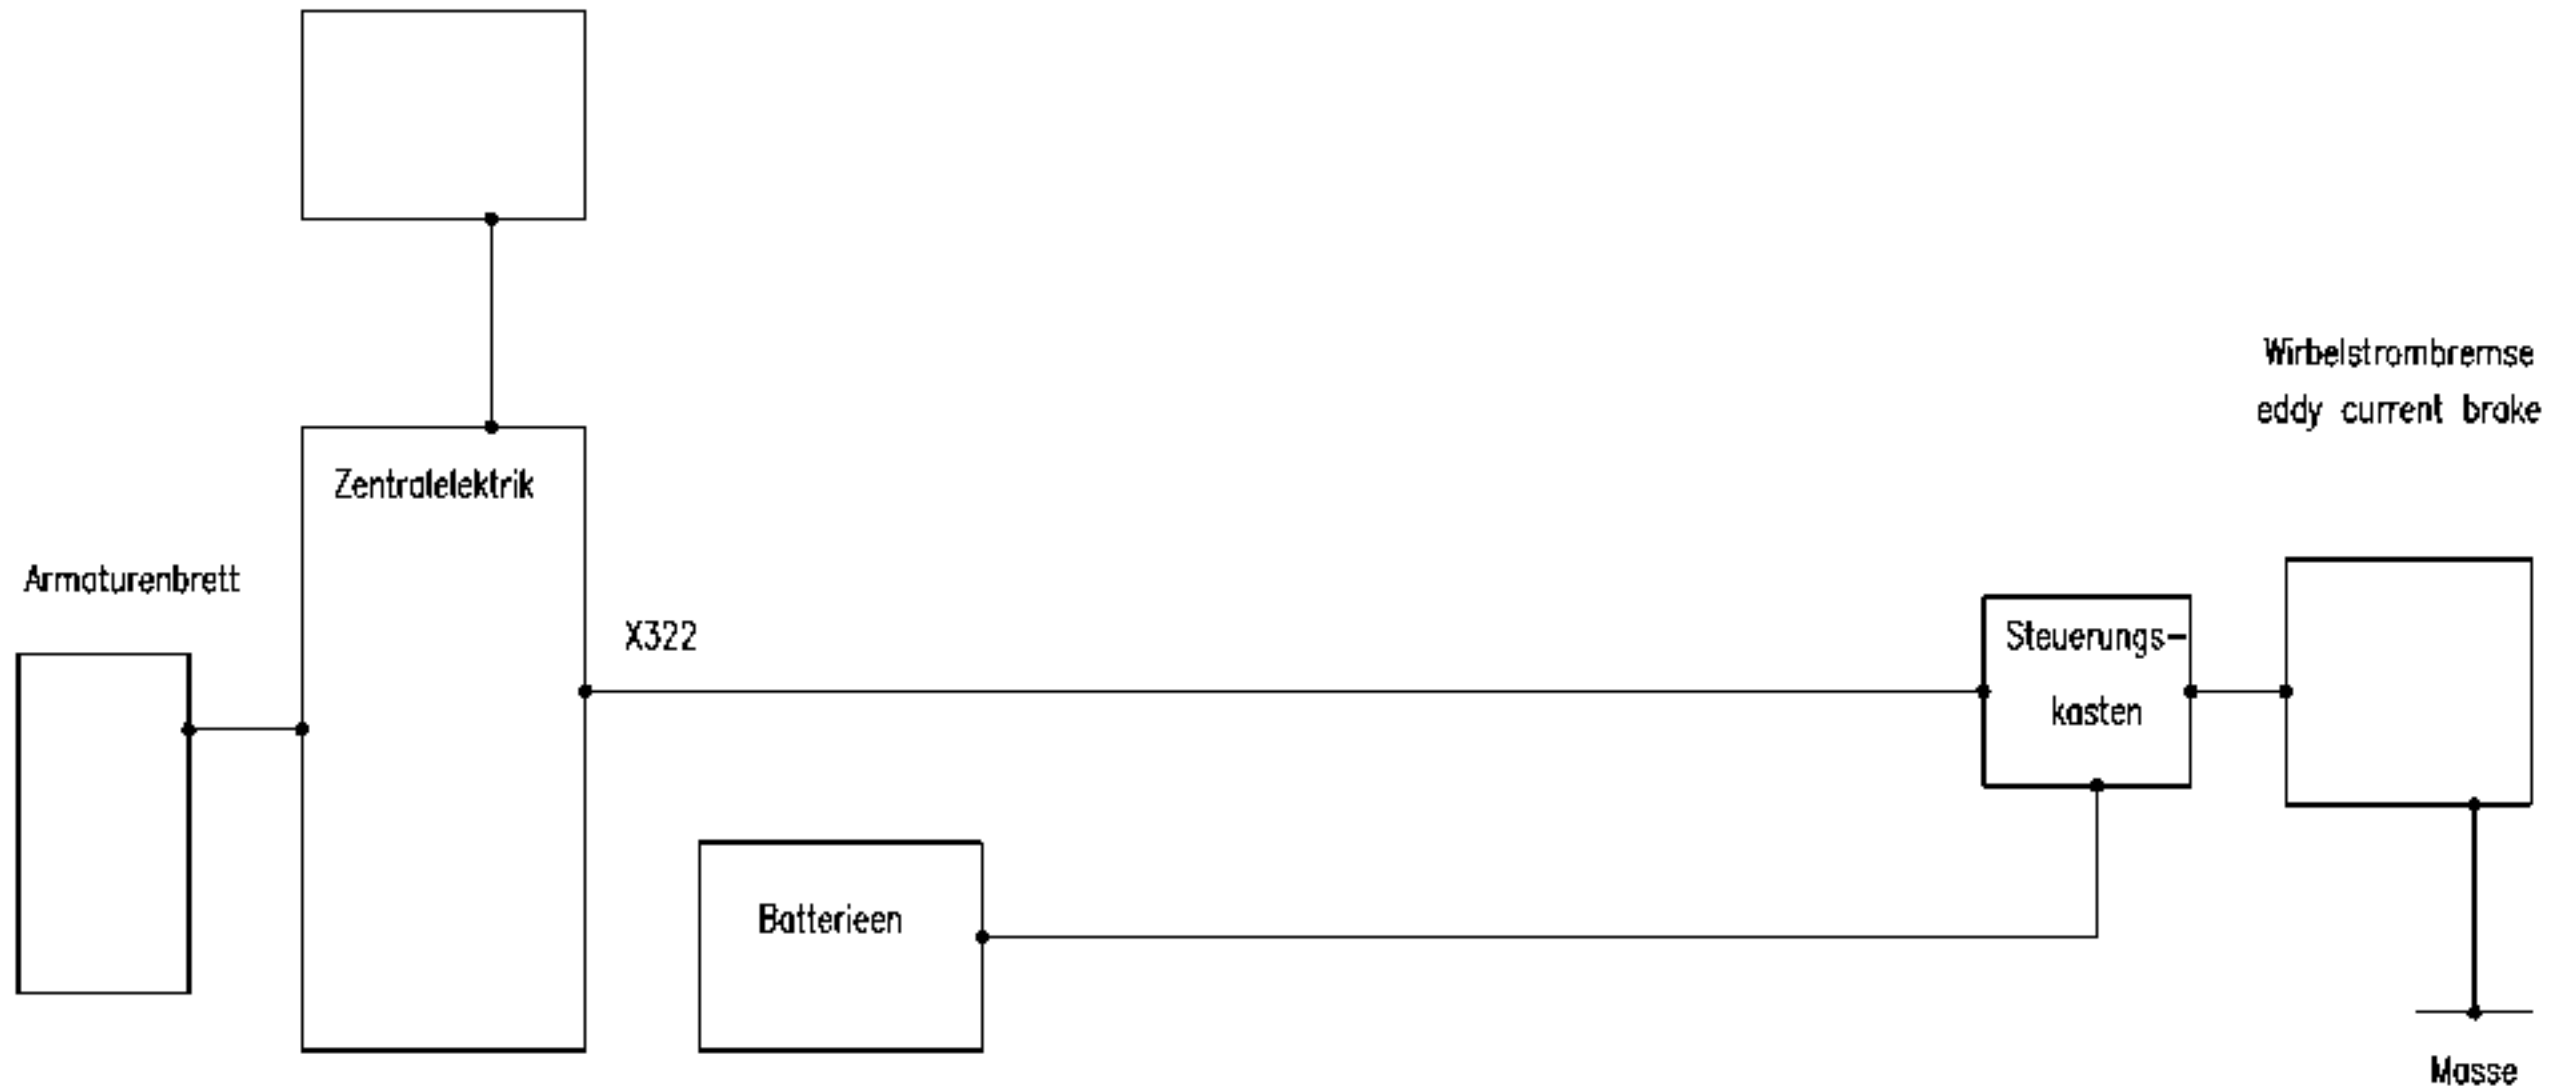 Wirbelstrombremse
eddy current brake
Zentralelektrik
Armaturenbrett
X322
Steuerungs-
kasten
Batterieen
Masse